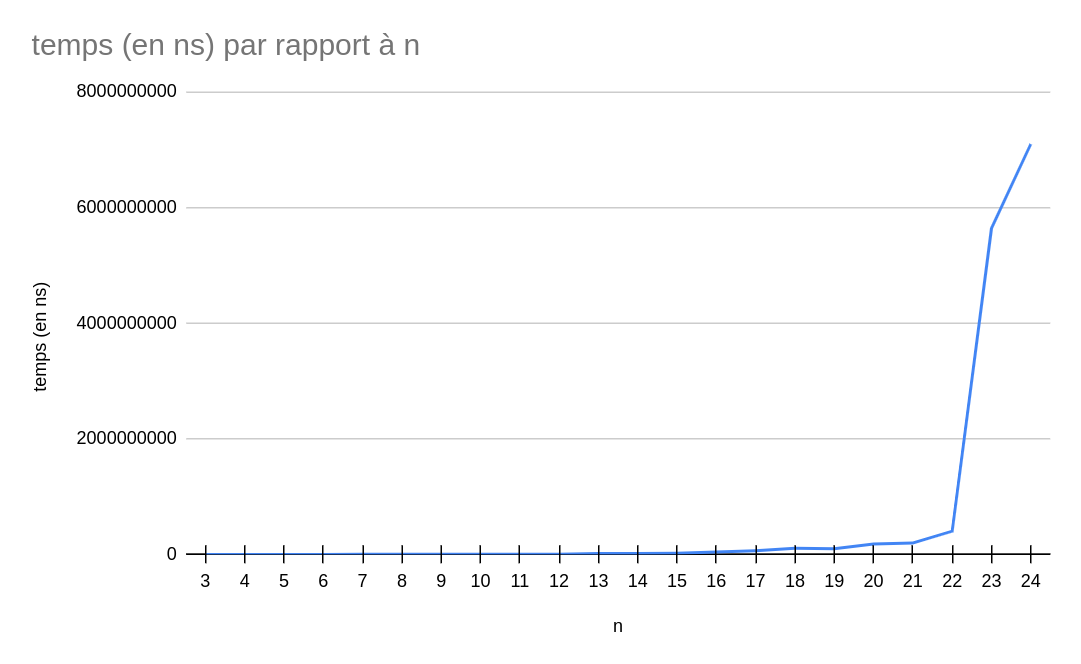 temps (en ns) par rapport à n
8000000000
6000000000
4000000000
2000000000
0
temps (en ns)
3 4 5 6 7 8 9 10 11 12 13 14 15 16 17 18 19 20 21 22 23 24
n